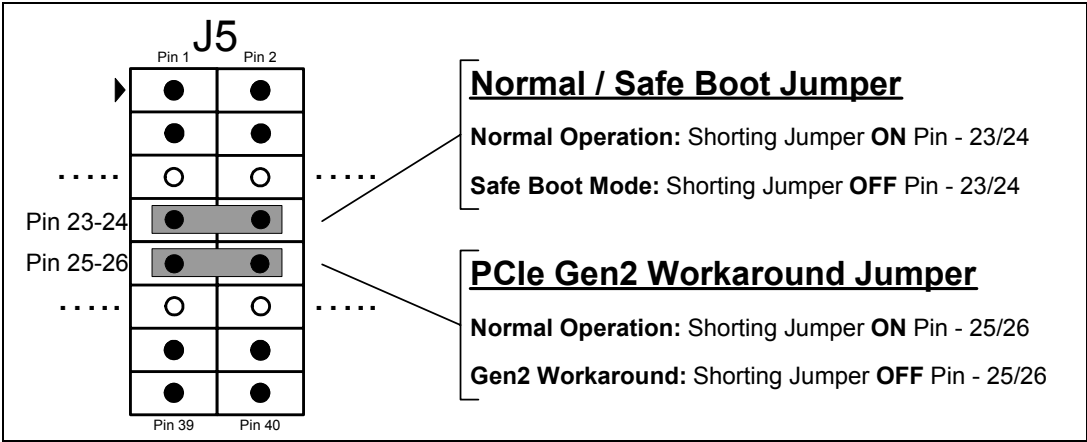 J5
Pin 1 Pin 2
Normal / Safe Boot Jumper
Normal Operation: Shorting Jumper ON Pin - 23/24
Safe Boot Mode: Shorting Jumper OFF Pin - 23/24
Pin 23-24
Pin 25-26
PCIe Gen2 Workaround Jumper
Normal Operation: Shorting Jumper ON Pin - 25/26
Gen2 Workaround: Shorting Jumper OFF Pin - 25/26
Pin 39 Pin 40